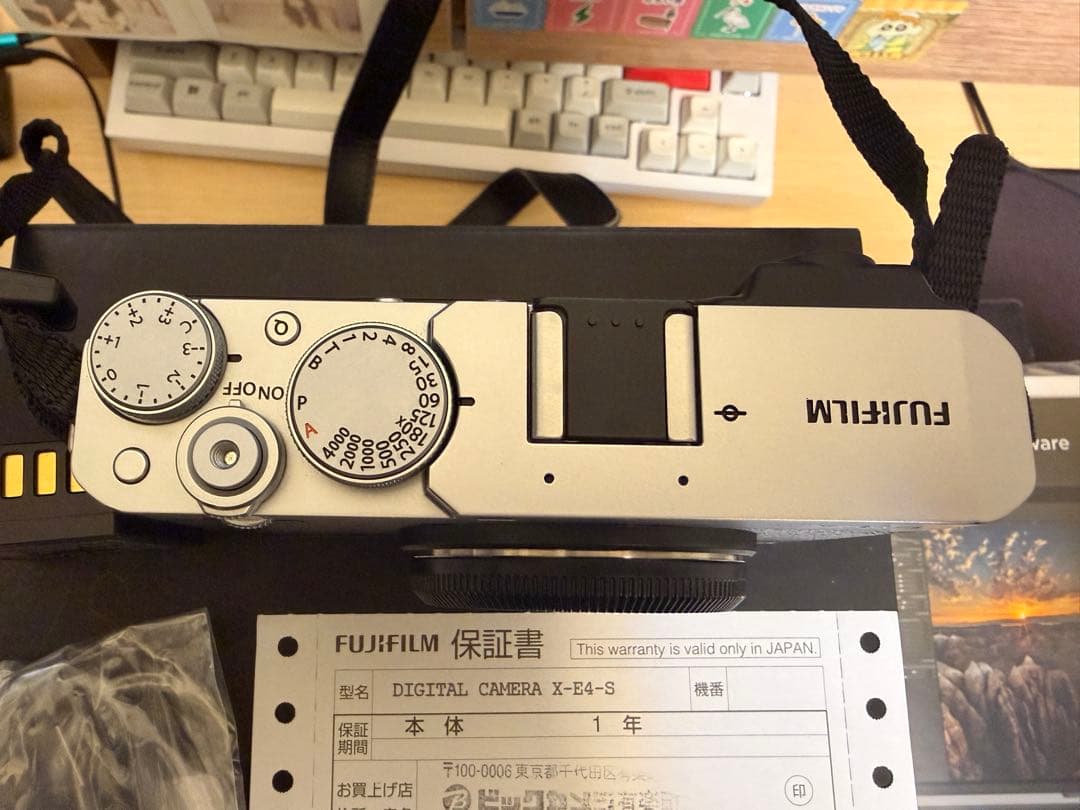 FUJIFILM
Q
ON OFF
+3
+2
+1
0
-1
-2
-3
C
B
T
1
2
4
8
15
30
60
125
180x
250
500
1000
2000
4000
A
P
ware
FUJIFILM 保証書
This warranty is valid only in JAPAN.
型名 DIGITAL CAMERA X-E4-S 機番
保証期間 本体 1年
お買上げ店 〒100-0006 東京都千代田区有楽
印